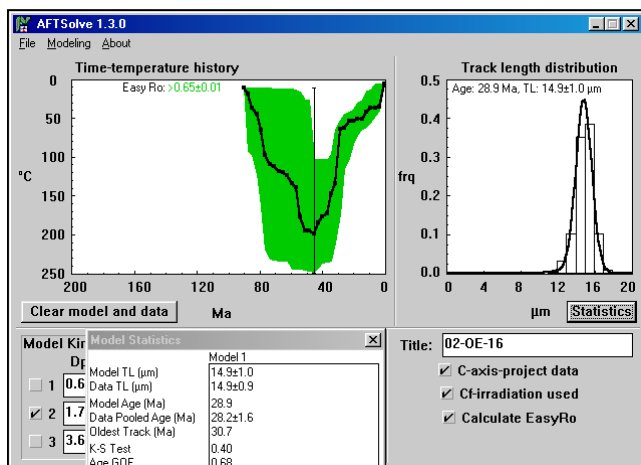 AFTSolve 1.3.0
File Modeling About
Time-temperature history
Easy Ro: >0.65±0.01
0
50
100
150
200
250
°C
200 160 120 80 40 0
Ma
Clear model and data
Track length distribution
Age: 28.9 Ma, TL: 14.9±1.0 µm
0.5
0.4
0.3
0.2
0.1
0.0
frq
0 4 8 12 16 20
µm
Statistics
Model Kin
Dp
1 0.6
2 1.7
3 3.6
Model Statistics
Model 1
Model TL (µm) 14.9±1.0
Data TL (µm) 14.9±0.9
Model Age (Ma) 28.9
Data Pooled Age (Ma) 28.2±1.6
Oldest Track (Ma) 30.7
K-S Test 0.40
Age GOF 0.68
Title: 02-OE-16
C-axis-project data
Cf-irradiation used
Calculate EasyRo